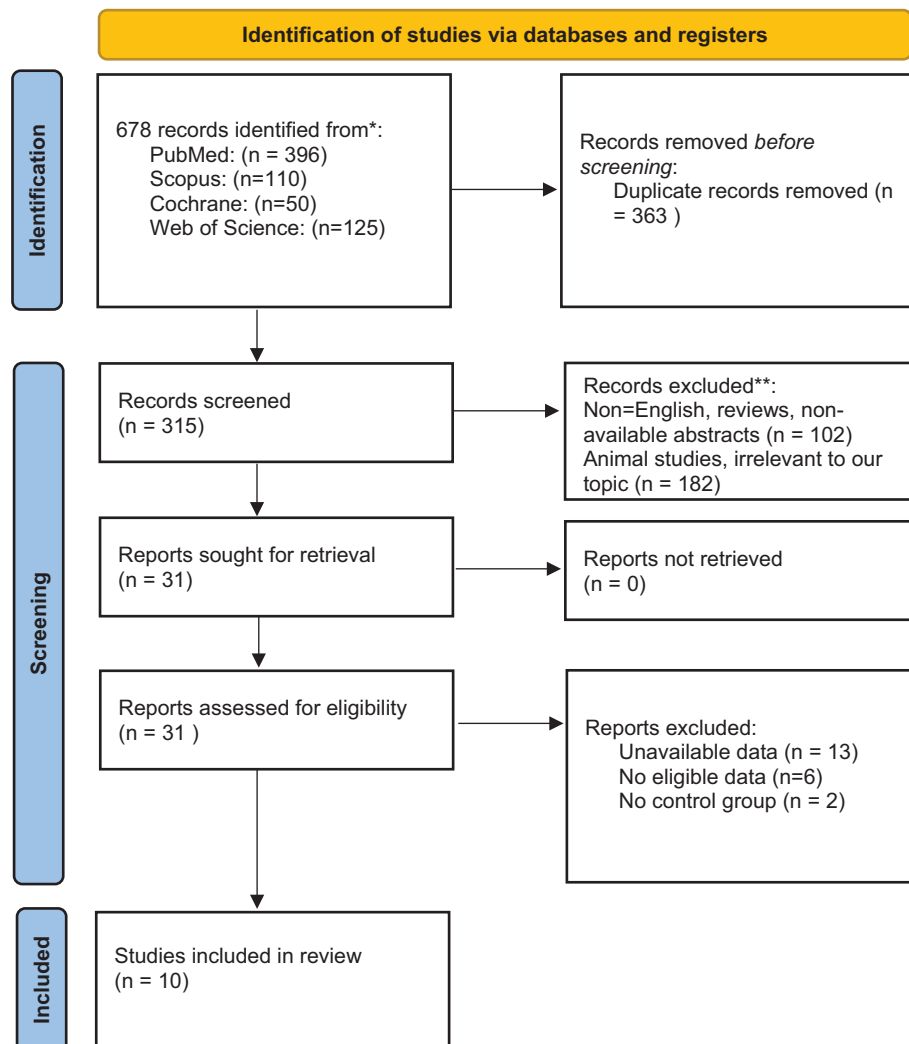 Identification of studies via databases and registers
Identification
678 records identified from*:
PubMed: (n = 396)
Scopus: (n=110)
Cochrane: (n=50)
Web of Science: (n=125)
Records removed before
screening:
Duplicate records removed (n
= 363 )
Screening
Records screened
(n = 315)
Records excluded**:
Non=English, reviews, non-
available abstracts (n = 102)
Animal studies, irrelevant to our
topic (n = 182)
Reports sought for retrieval
(n = 31)
Reports not retrieved
(n = 0)
Reports assessed for eligibility
(n = 31 )
Reports excluded:
Unavailable data (n = 13)
No eligible data (n=6)
No control group (n = 2)
Included
Studies included in review
(n = 10)